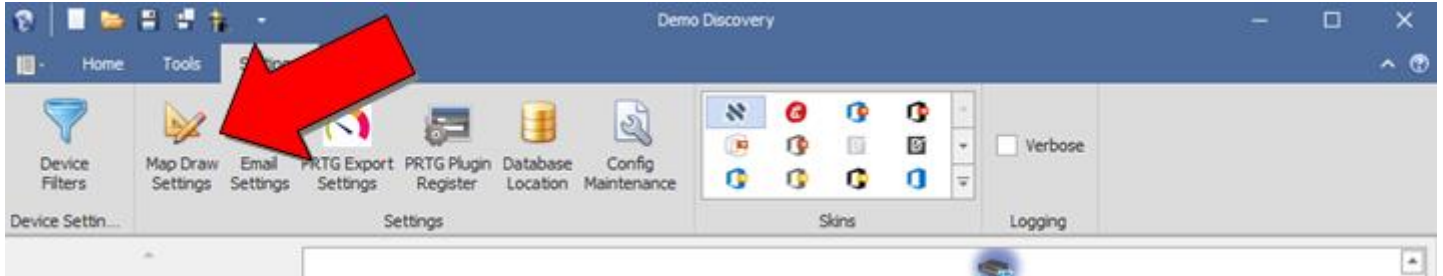 Demo Discovery
Home Tools
Device Filters
Map Draw Settings
Email Settings
PRTG Export Settings
PRTG Plugin Register
Database Location
Config Maintenance
Verbose
Device Settin...
Settings
Skins
Logging